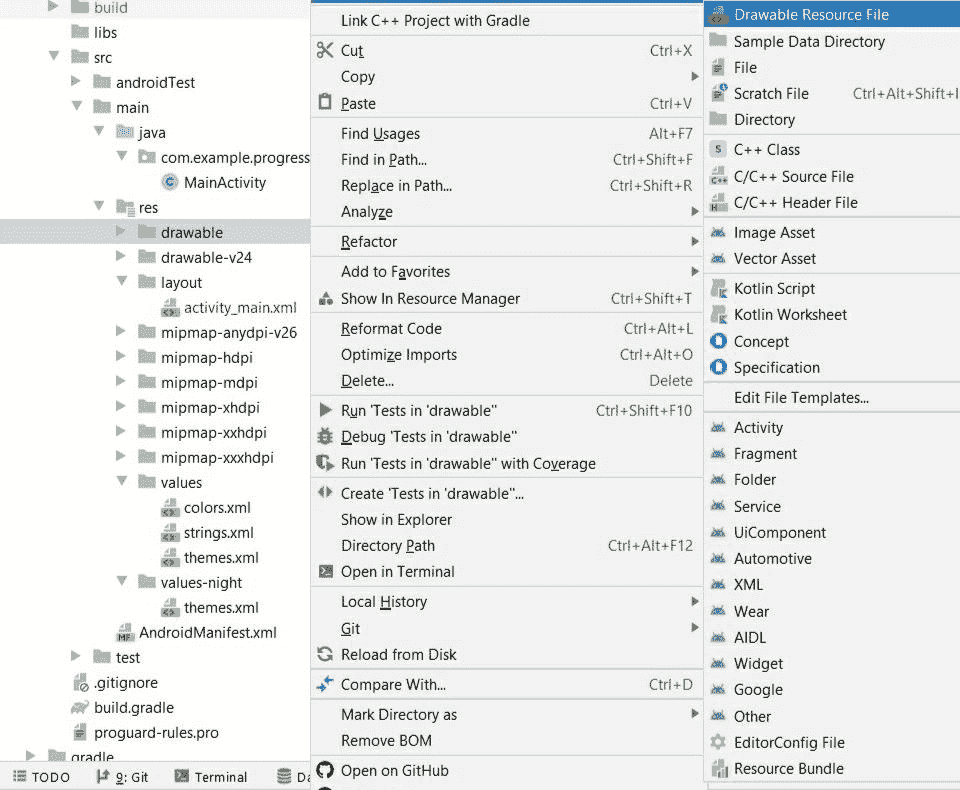 build
libs
src
androidTest
main
java
com.example.progress
MainActivity
res
drawable
drawable-v24
layout
activity_main.xml
mipmap-anydpi-v26
mipmap-hdpi
mipmap-mdpi
mipmap-xhdpi
mipmap-xxhdpi
mipmap-xxxhdpi
values
colors.xml
strings.xml
themes.xml
values-night
themes.xml
AndroidManifest.xml
test
.gitignore
build.gradle
proguard-rules.pro
gradle
TODO 9: Git Terminal Da
Link C++ Project with Gradle
Cut Ctrl+X
Copy
Paste Ctrl+V
Find Usages Alt+F7
Find in Path... Ctrl+Shift+F
Replace in Path... Ctrl+Shift+R
Analyze
Refactor
Add to Favorites
Show In Resource Manager Ctrl+Shift+T
Reformat Code Ctrl+Alt+L
Optimize Imports Ctrl+Alt+O
Delete... Delete
Run 'Tests in 'drawable'' Ctrl+Shift+F10
Debug 'Tests in 'drawable''
Run 'Tests in 'drawable'' with Coverage
Create 'Tests in 'drawable''...
Show in Explorer
Directory Path Ctrl+Alt+F12
Open in Terminal
Local History
Git
Reload from Disk
Compare With... Ctrl+D
Mark Directory as
Remove BOM
Open on GitHub
Drawable Resource File
Sample Data Directory
File
Scratch File Ctrl+Alt+Shift+I
Directory
S C++ Class
C++ C/C++ Source File
H C/C++ Header File
Image Asset
Vector Asset
Kotlin Script
Kotlin Worksheet
Concept
Specification
Edit File Templates...
Activity
Fragment
Folder
Service
UiComponent
Automotive
XML
Wear
AIDL
Widget
Google
Other
EditorConfig File
Resource Bundle